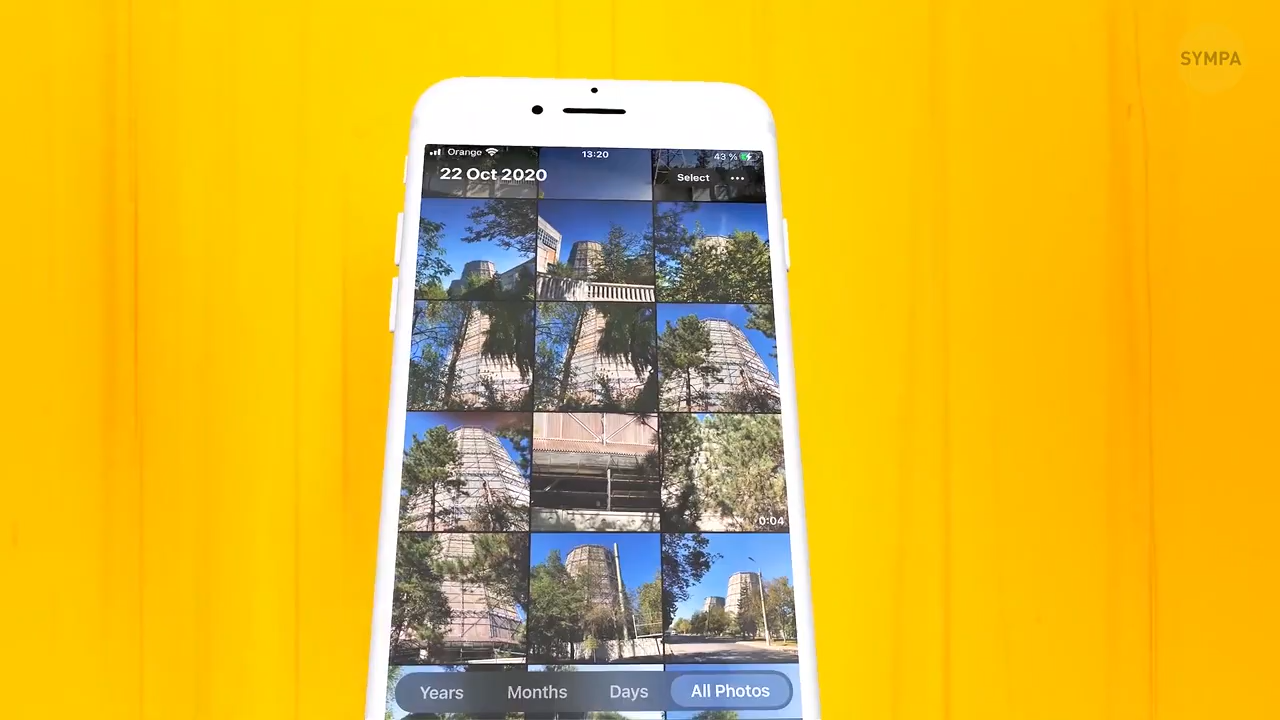 SYMPA
Orange 13:20 43 %
22 Oct 2020 Select
0:04
Years Months Days All Photos